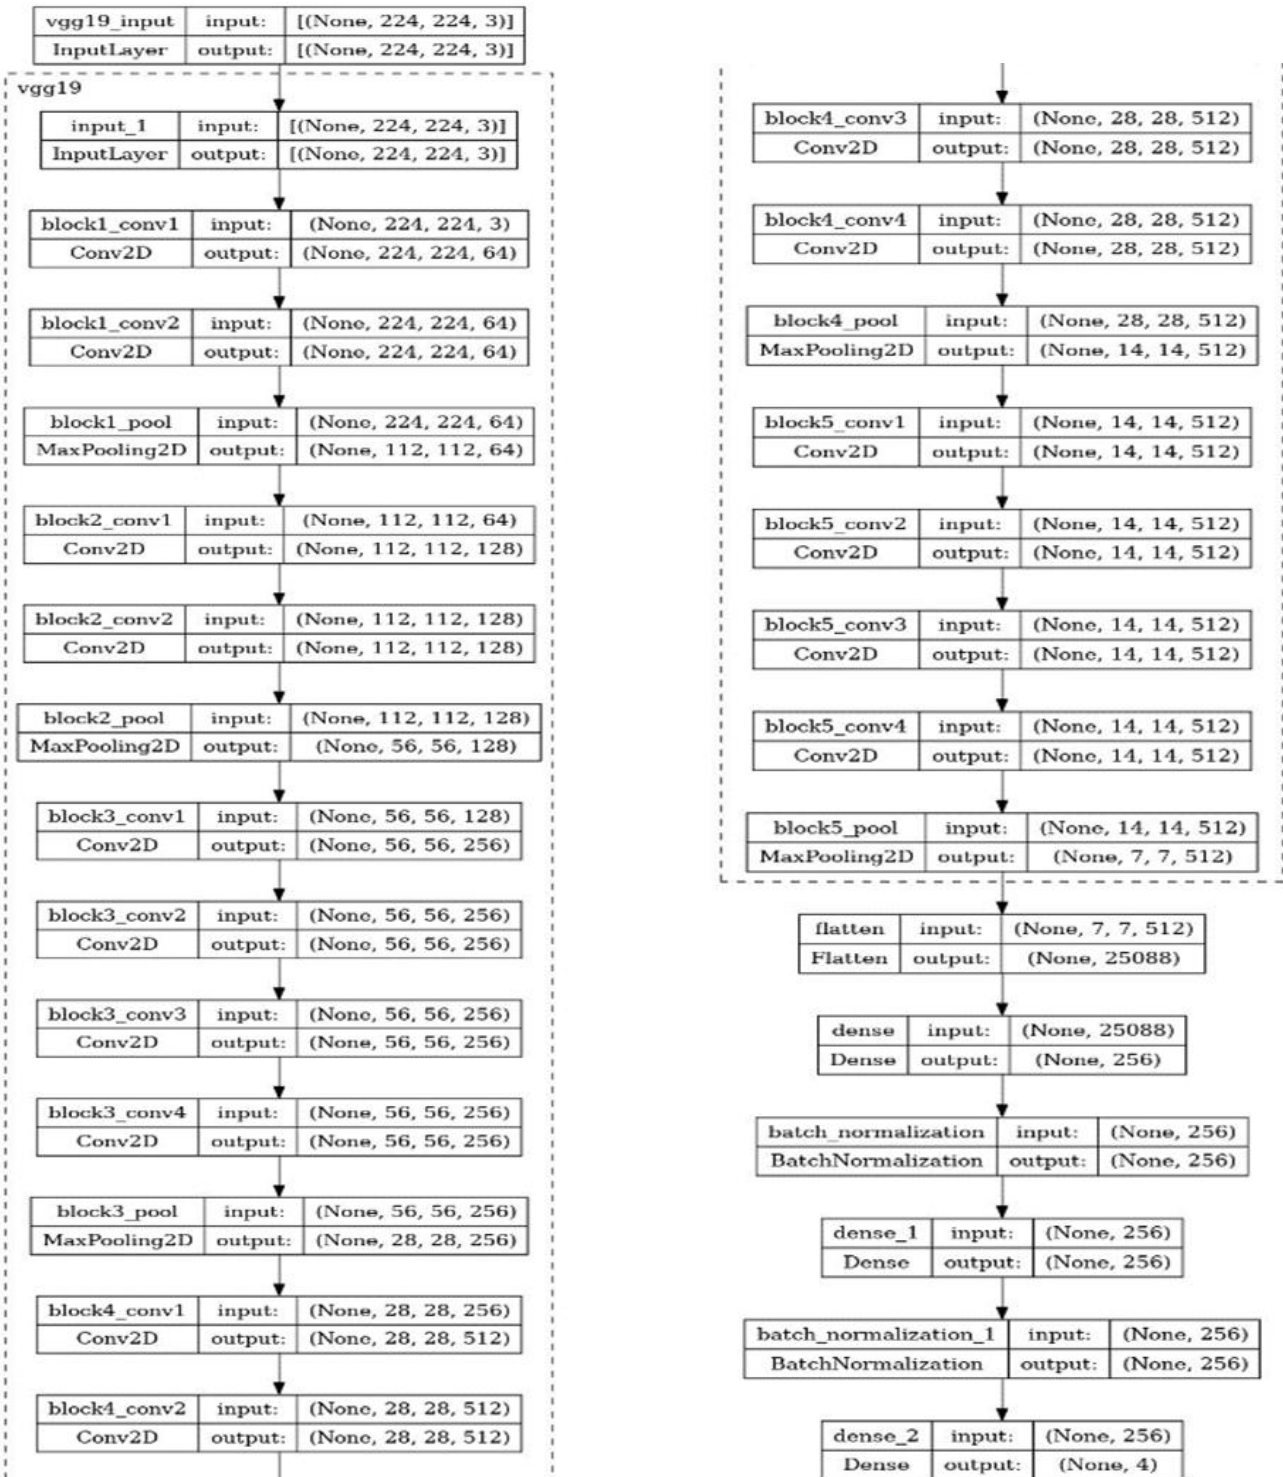 vgg19_input input: [(None, 224, 224, 3)]
InputLayer output: [(None, 224, 224, 3)]
vgg19
input_1 input: [(None, 224, 224, 3)]
InputLayer output: [(None, 224, 224, 3)]
block1_conv1 input: (None, 224, 224, 3)
Conv2D output: (None, 224, 224, 64)
block1_conv2 input: (None, 224, 224, 64)
Conv2D output: (None, 224, 224, 64)
block1_pool input: (None, 224, 224, 64)
MaxPooling2D output: (None, 112, 112, 64)
block2_conv1 input: (None, 112, 112, 64)
Conv2D output: (None, 112, 112, 128)
block2_conv2 input: (None, 112, 112, 128)
Conv2D output: (None, 112, 112, 128)
block2_pool input: (None, 112, 112, 128)
MaxPooling2D output: (None, 56, 56, 128)
block3_conv1 input: (None, 56, 56, 128)
Conv2D output: (None, 56, 56, 256)
block3_conv2 input: (None, 56, 56, 256)
Conv2D output: (None, 56, 56, 256)
block3_conv3 input: (None, 56, 56, 256)
Conv2D output: (None, 56, 56, 256)
block3_conv4 input: (None, 56, 56, 256)
Conv2D output: (None, 56, 56, 256)
block3_pool input: (None, 56, 56, 256)
MaxPooling2D output: (None, 28, 28, 256)
block4_conv1 input: (None, 28, 28, 256)
Conv2D output: (None, 28, 28, 512)
block4_conv2 input: (None, 28, 28, 512)
Conv2D output: (None, 28, 28, 512)
block4_conv3 input: (None, 28, 28, 512)
Conv2D output: (None, 28, 28, 512)
block4_conv4 input: (None, 28, 28, 512)
Conv2D output: (None, 28, 28, 512)
block4_pool input: (None, 28, 28, 512)
MaxPooling2D output: (None, 14, 14, 512)
block5_conv1 input: (None, 14, 14, 512)
Conv2D output: (None, 14, 14, 512)
block5_conv2 input: (None, 14, 14, 512)
Conv2D output: (None, 14, 14, 512)
block5_conv3 input: (None, 14, 14, 512)
Conv2D output: (None, 14, 14, 512)
block5_conv4 input: (None, 14, 14, 512)
Conv2D output: (None, 14, 14, 512)
block5_pool input: (None, 14, 14, 512)
MaxPooling2D output: (None, 7, 7, 512)
flatten input: (None, 7, 7, 512)
Flatten output: (None, 25088)
dense input: (None, 25088)
Dense output: (None, 256)
batch_normalization input: (None, 256)
BatchNormalization output: (None, 256)
dense_1 input: (None, 256)
Dense output: (None, 256)
batch_normalization_1 input: (None, 256)
BatchNormalization output: (None, 256)
dense_2 input: (None, 256)
Dense output: (None, 4)